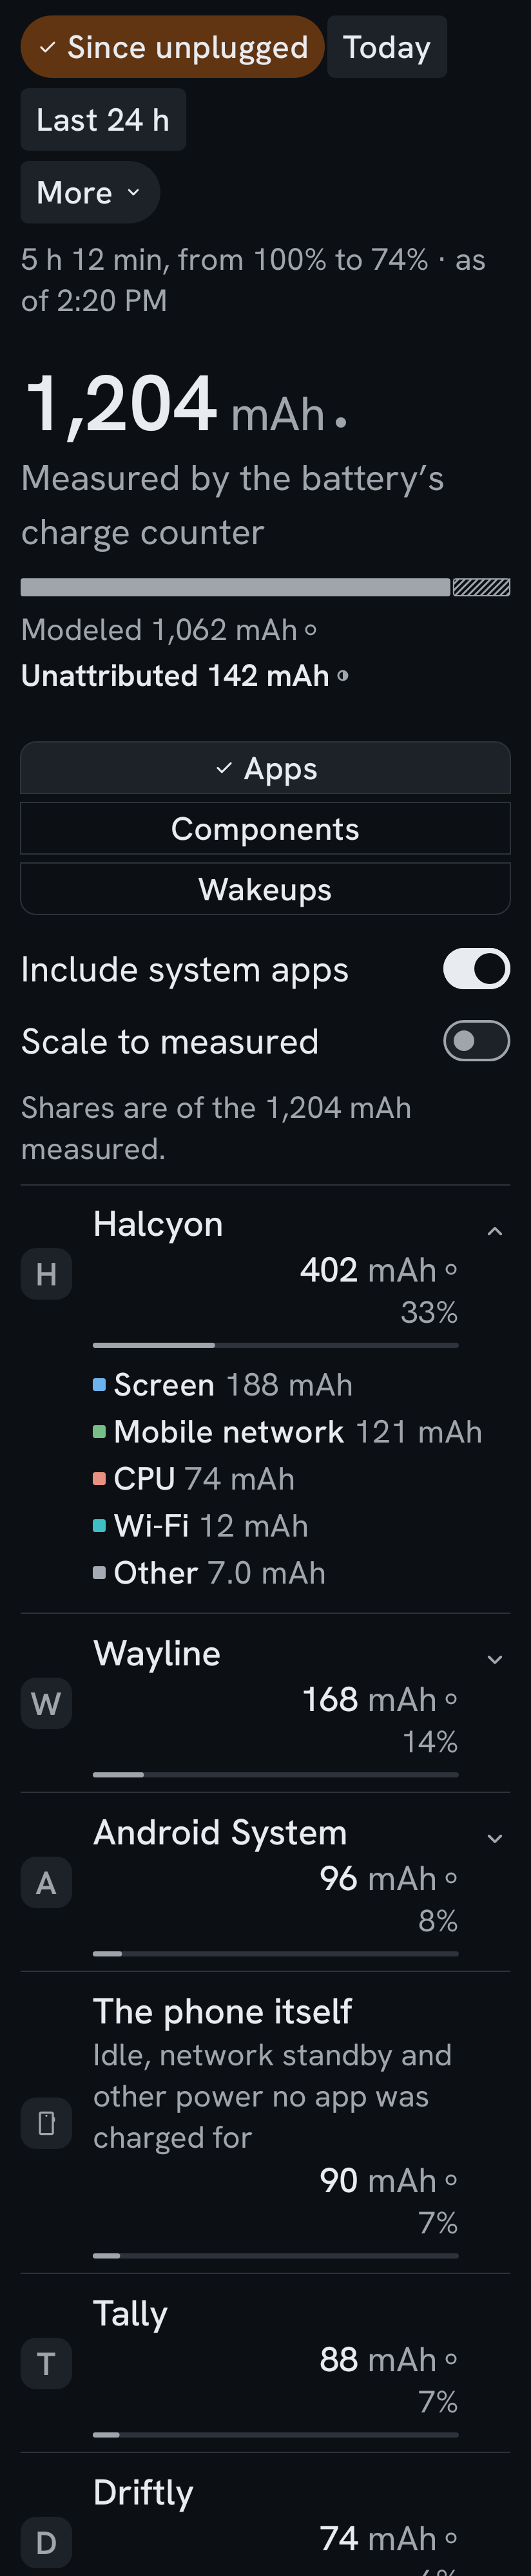 Since unplugged
Today
Last 24 h
More
5 h 12 min, from 100% to 74% · as
of 2:20 PM
1,204 mAh
Measured by the battery’s
charge counter
Modeled 1,062 mAh
Unattributed 142 mAh
Apps
Components
Wakeups
Include system apps
Scale to measured
Shares are of the 1,204 mAh
measured.
Halcyon
H
402 mAh
33%
Screen 188 mAh
Mobile network 121 mAh
CPU 74 mAh
Wi-Fi 12 mAh
Other 7.0 mAh
Wayline
W
168 mAh
14%
Android System
A
96 mAh
8%
The phone itself
Idle, network standby and
other power no app was
charged for
90 mAh
7%
Tally
T
88 mAh
7%
Driftly
D
74 mAh